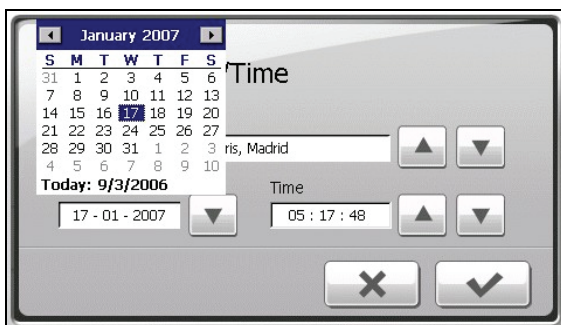 January 2007
S M T W T F S
31 1 2 3 4 5 6
7 8 9 10 11 12 13
14 15 16 17 18 19 20
21 22 23 24 25 26 27
28 29 30 31 1 2 3
4 5 6 7 8 9 10
Today: 9/3/2006
/Time
ris, Madrid
Time
17 - 01 - 2007
05 : 17 : 48